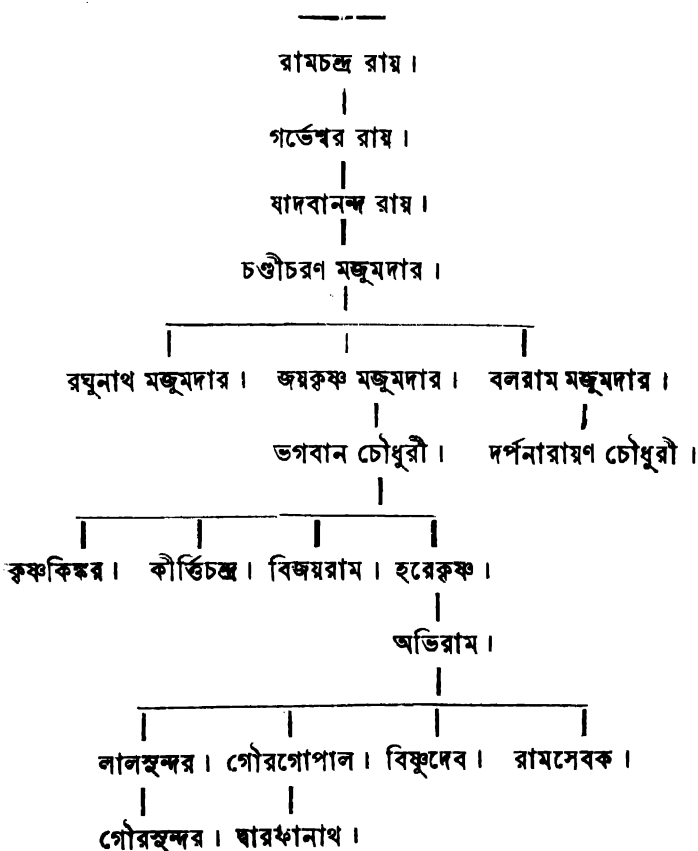 রামচন্দ্র রায়।
গর্ভেশ্বর রায়।
যাদবানন্দ রায়।
চণ্ডীচরণ মজুমদার।
রঘুনাথ মজুমদার। জয়কৃষ্ণ মজুমদার। বলরাম মজুমদার।
ভগবান চৌধুরী। দর্পনারায়ণ চৌধুরী।
কৃষ্ণকিঙ্কর। কীর্ত্তিচন্দ্র। বিজয়রাম। হরেকৃষ্ণ।
অভিরাম।
লালসুন্দর। গৌরগোপাল। বিষ্ণুদেব। রামসেবক।
গৌরসুন্দর। দ্বারকানাথ।